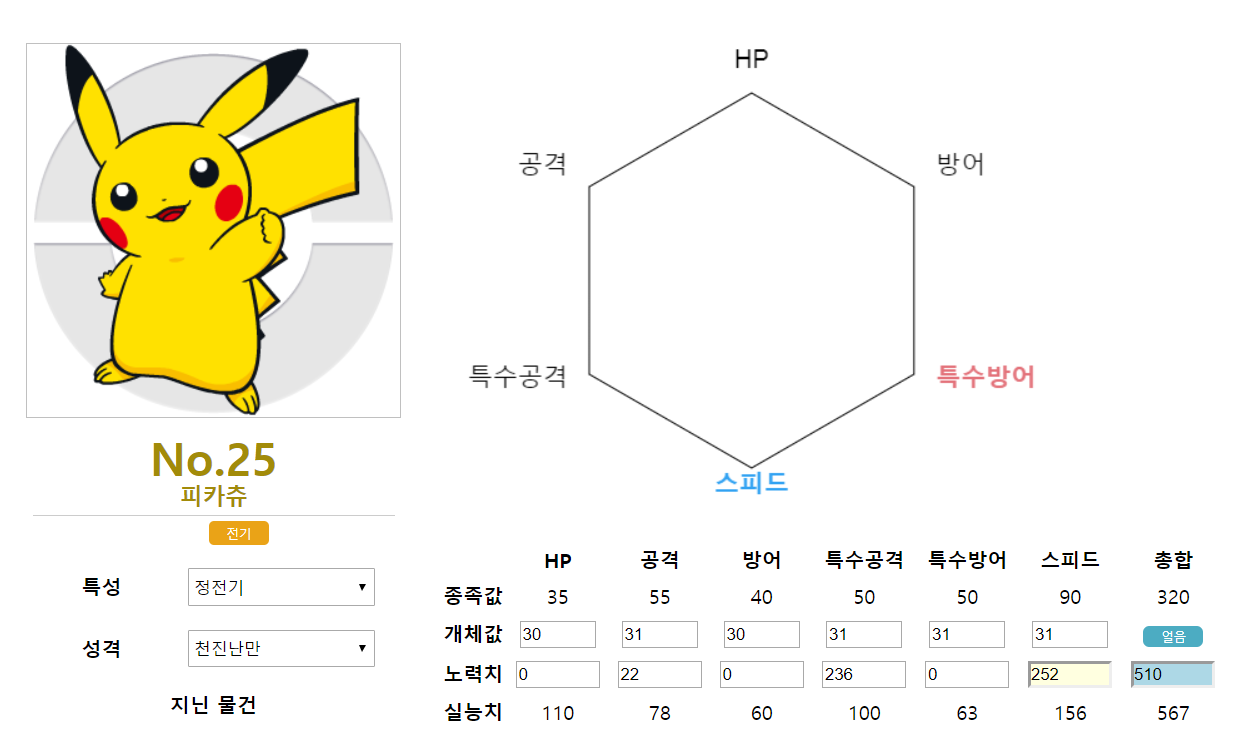 HP
공격
방어
특수공격
특수방어
스피드
No.25
피카츄
전기
특성 정전기
성격 천진난만
지닌 물건
HP 공격 방어 특수공격 특수방어 스피드 총합
종족값 35 55 40 50 50 90 320
개체값 30 31 30 31 31 31 얼음
노력치 0 22 0 236 0 252 510
실능치 110 78 60 100 63 156 567